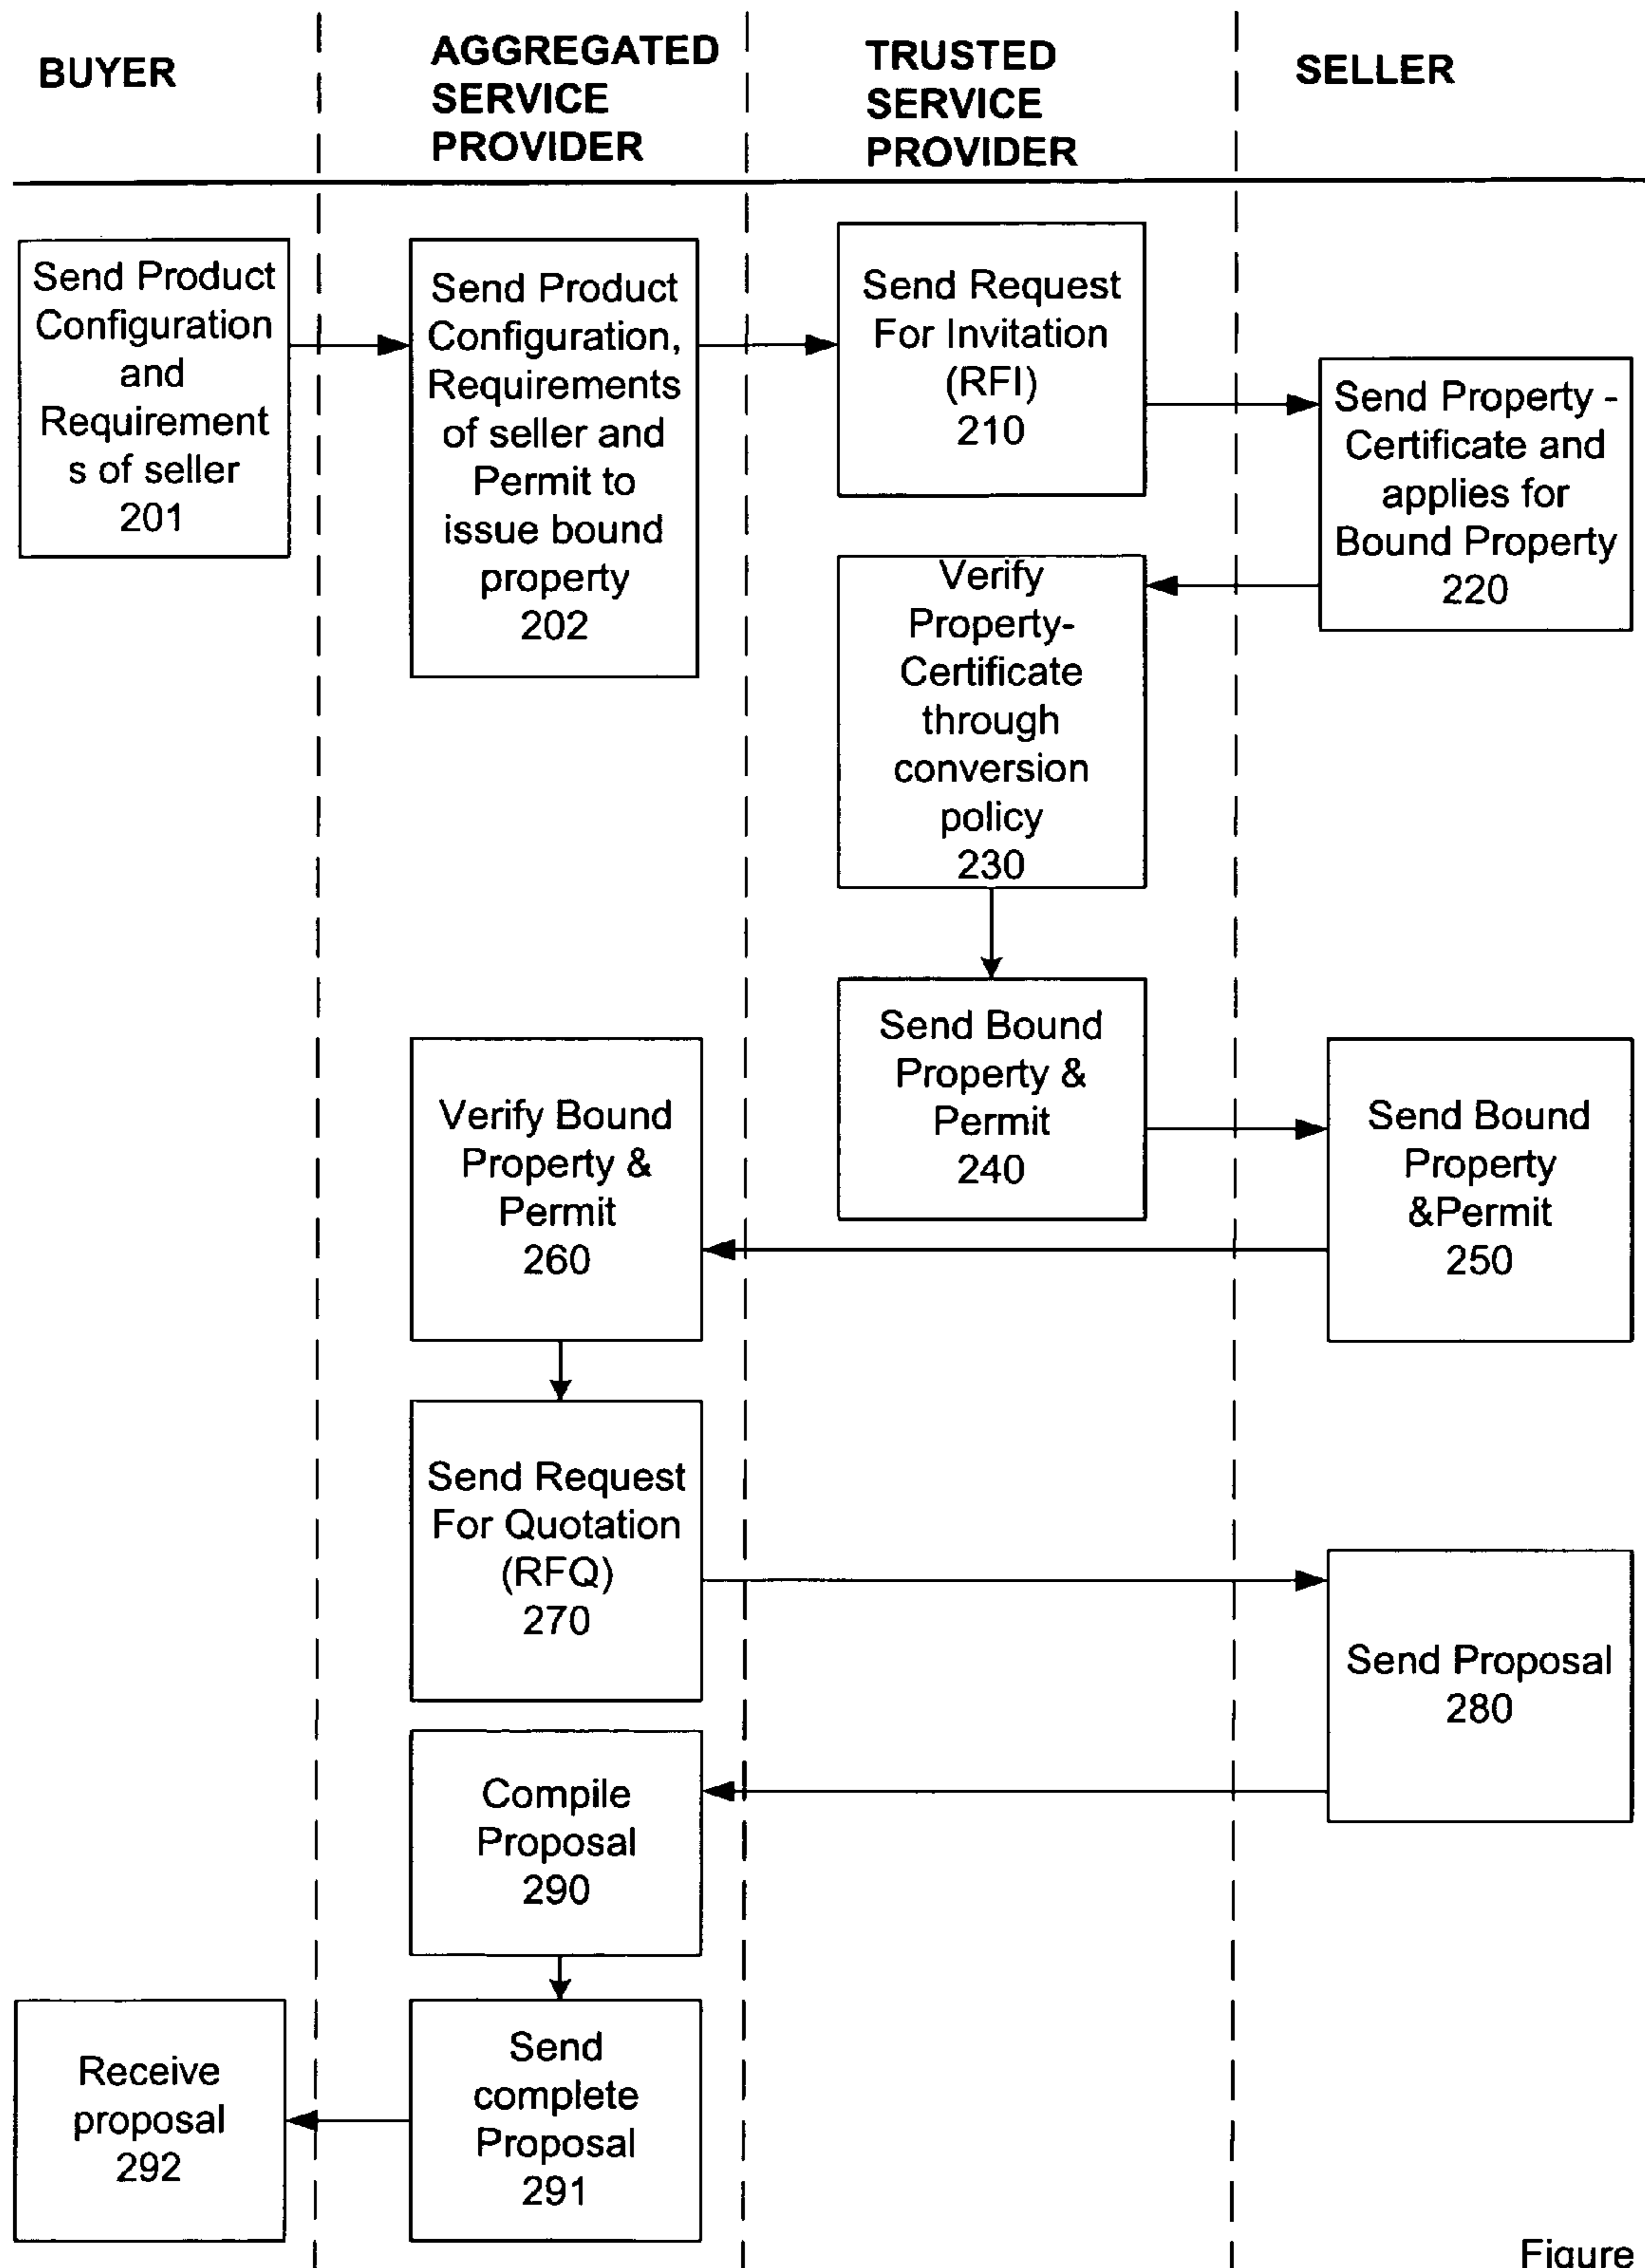 BUYER
AGGREGATED
SERVICE
PROVIDER
TRUSTED
SERVICE
PROVIDER
SELLER
Send Product
Configuration
and
Requirement
s of seller
201
Send Product
Configuration,
Requirements
of seller and
Permit to
issue bound
property
202
Send Request
For Invitation
(RFI)
210
Send Property -
Certificate and
applies for
Bound Property
220
Verify
Property-
Certificate
through
conversion
policy
230
Send Bound
Property &
Permit
240
Send Bound
Property
&Permit
250
Verify Bound
Property &
Permit
260
Send Request
For Quotation
(RFQ)
270
Send Proposal
280
Compile
Proposal
290
Send
complete
Proposal
291
Receive
proposal
292
Figure